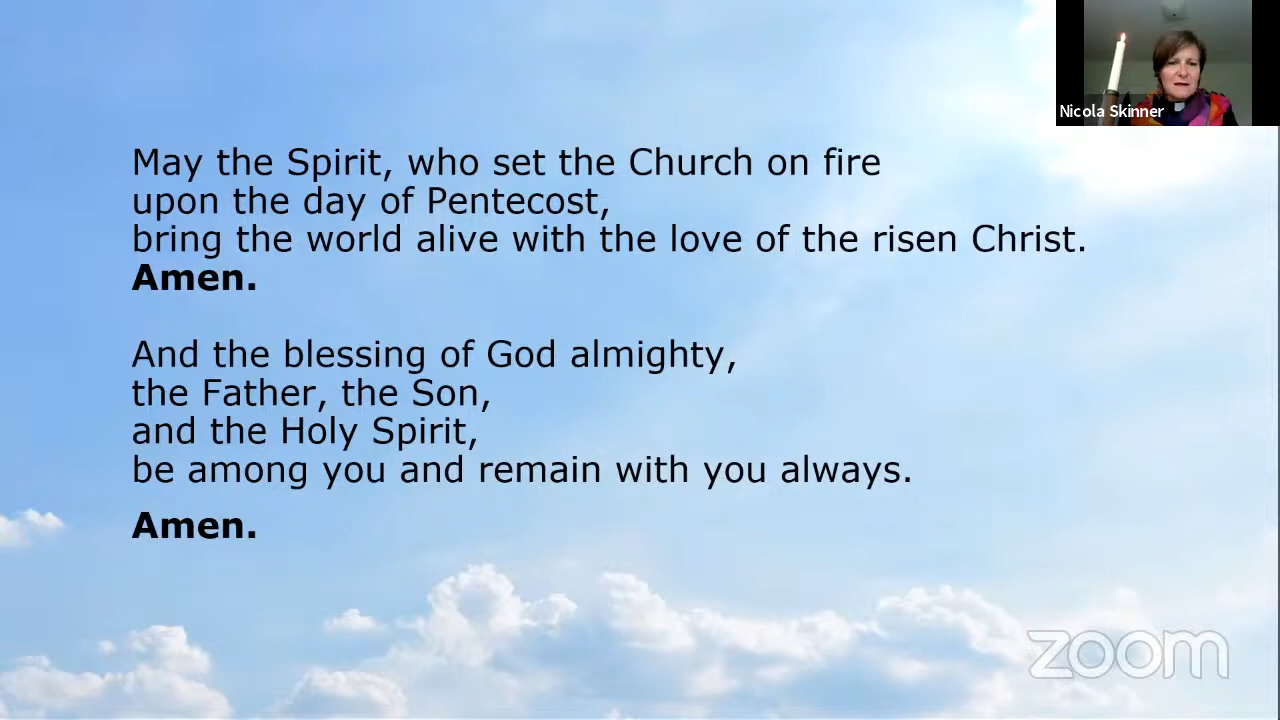 Nicola Skinner
May the Spirit, who set the Church on fire
upon the day of Pentecost,
bring the world alive with the love of the risen Christ.
Amen.
And the blessing of God almighty,
the Father, the Son,
and the Holy Spirit,
be among you and remain with you always.
Amen.
zoom